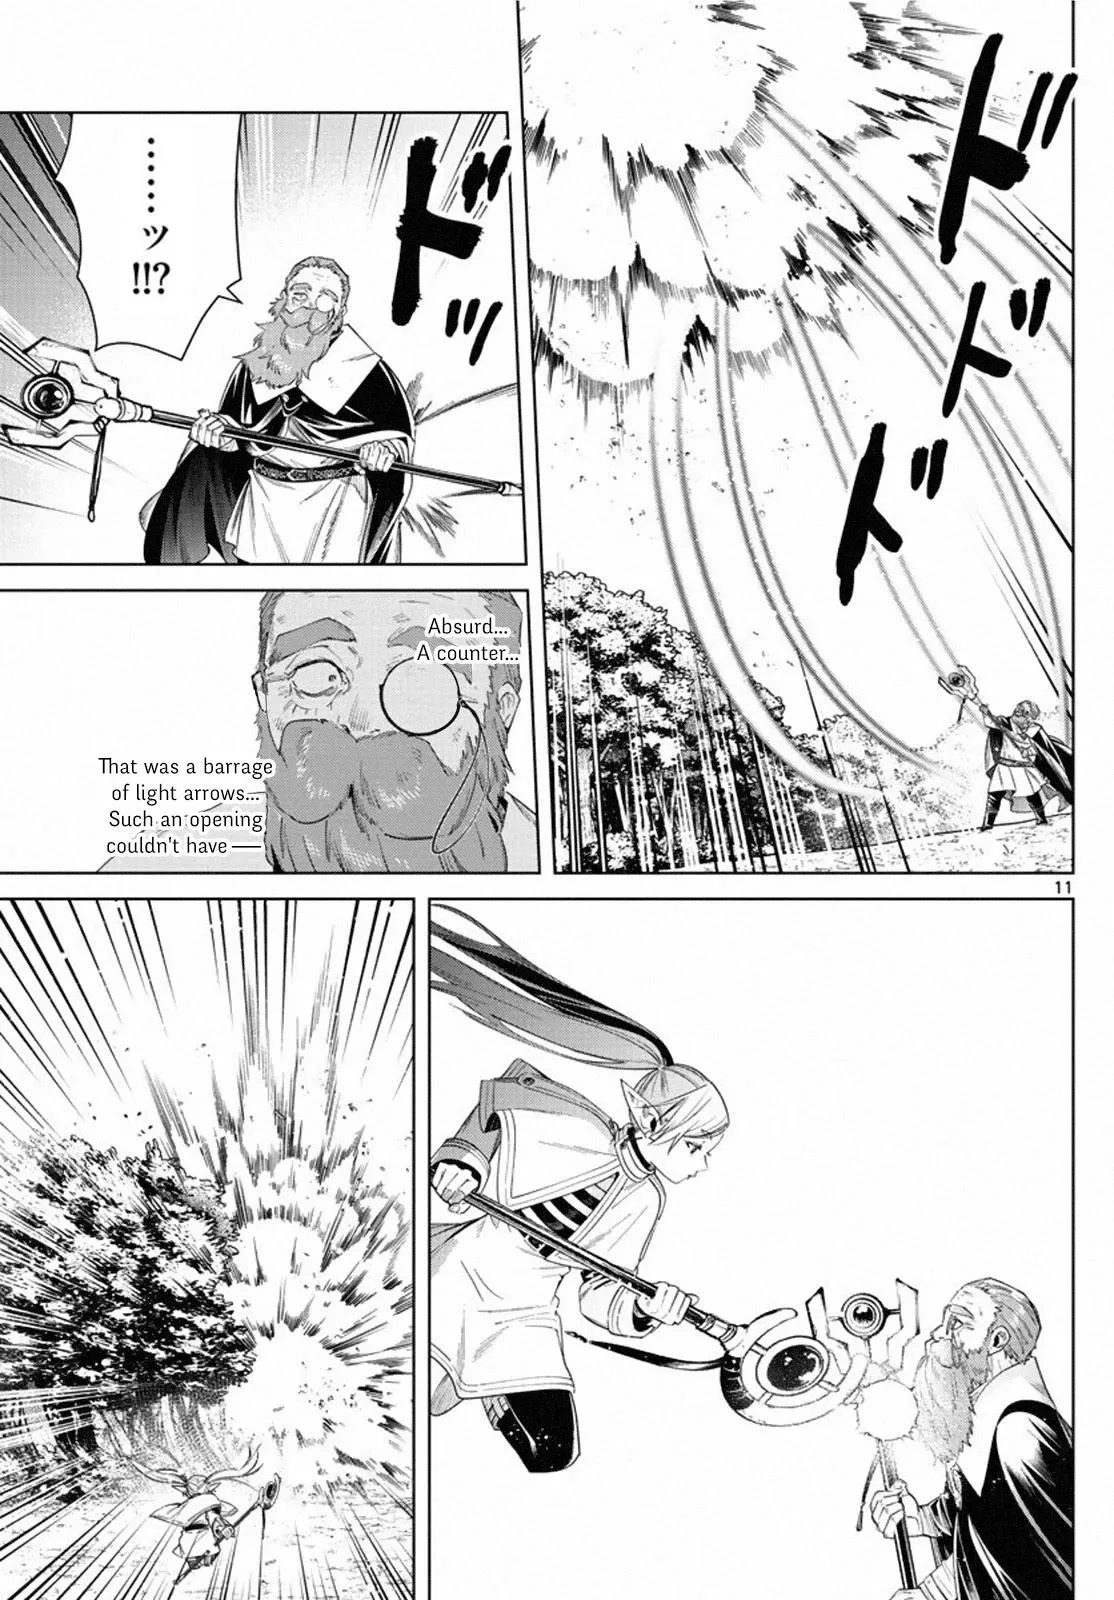 ドドドド
ドッ
……ッ
!!?
Absurd...
A counter...
That was a barrage
of light arrows...
Such an opening
couldn't have —
11